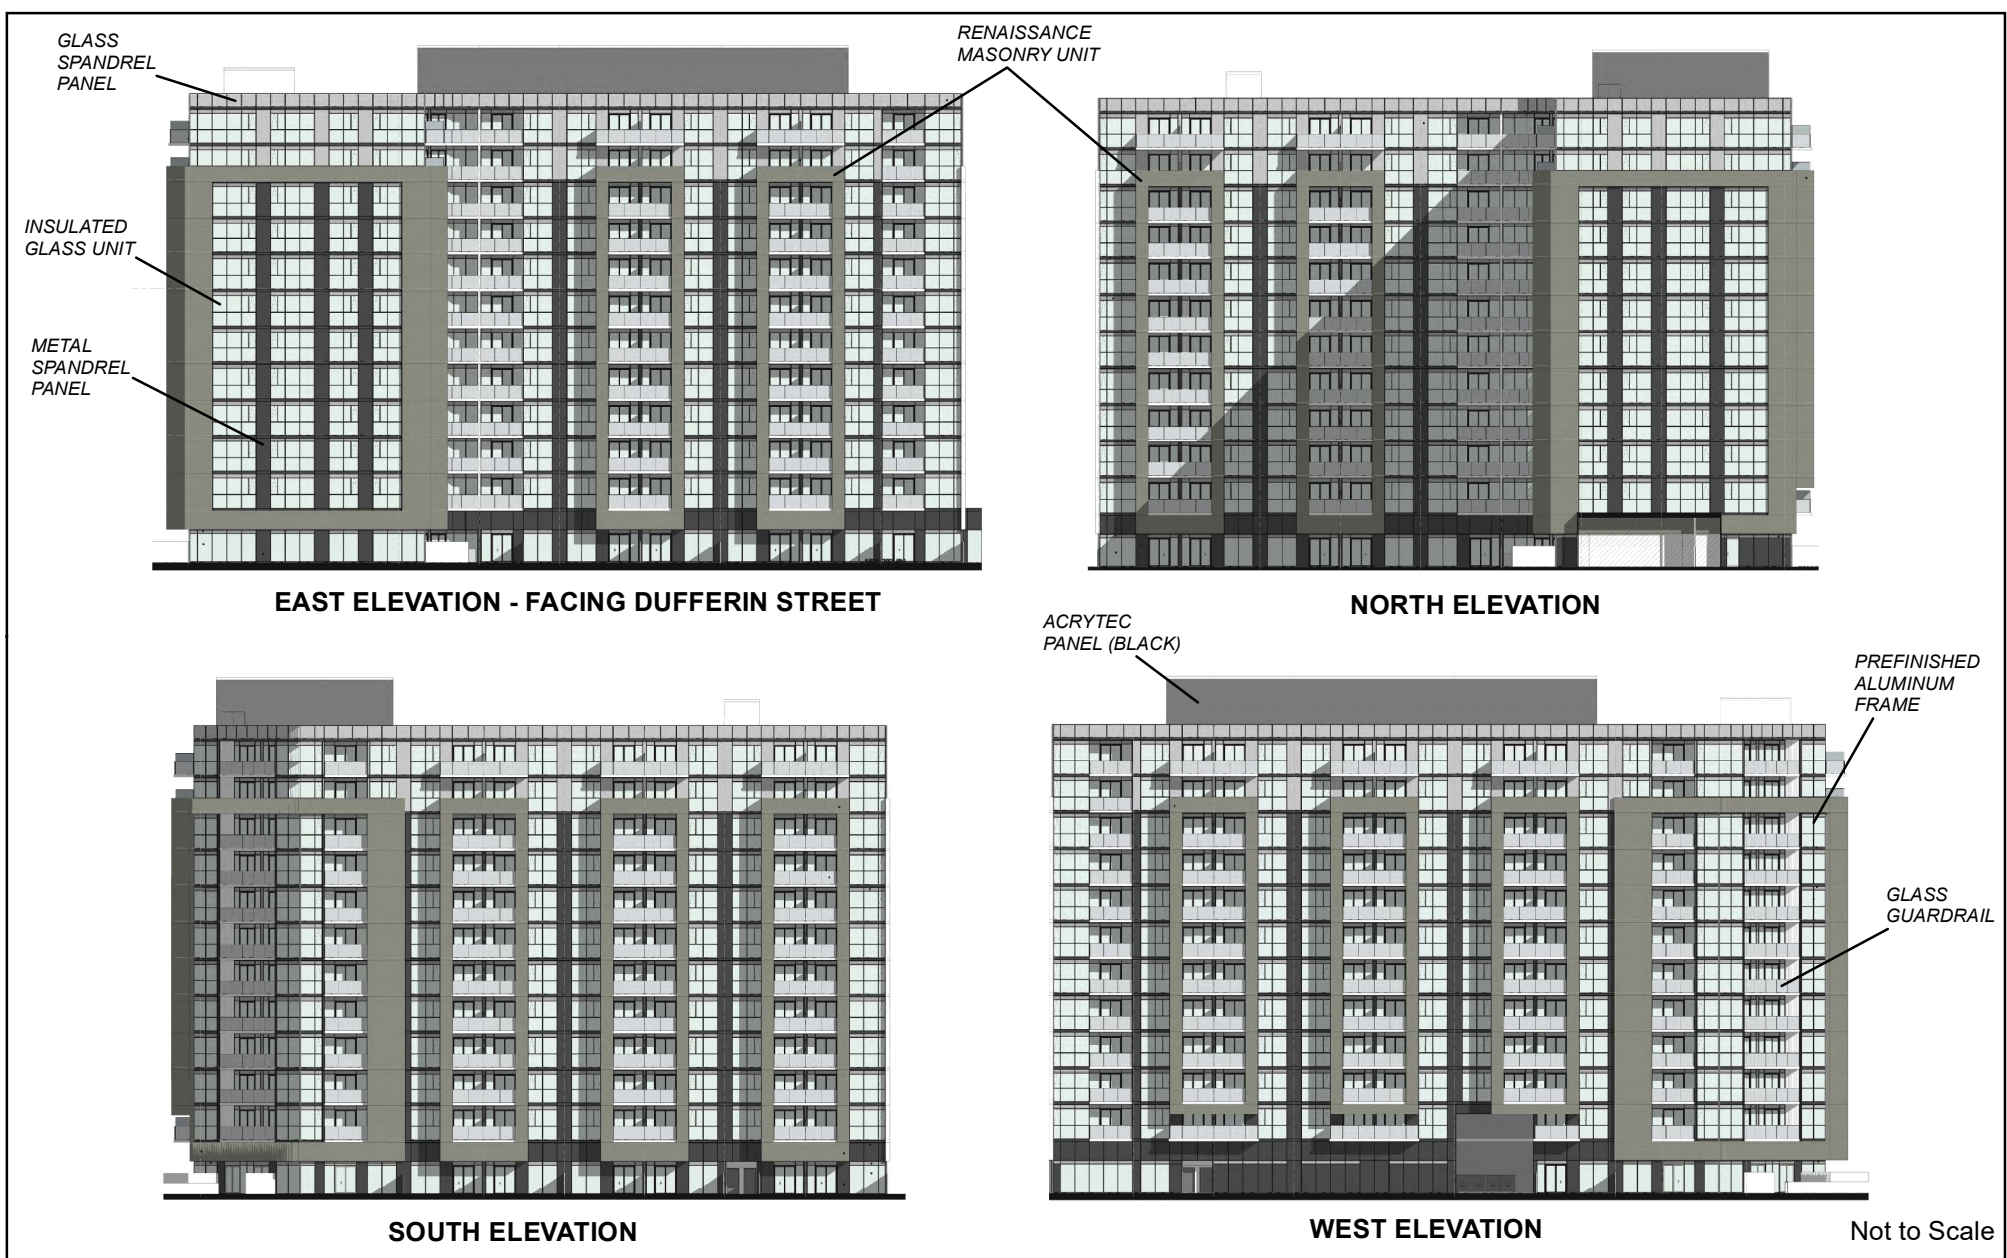 GLASS
SPANDREL
PANEL
RENAISSANCE
MASONRY UNIT
INSULATED
GLASS UNIT
METAL
SPANDREL
PANEL
EAST ELEVATION - FACING DUFFERIN STREET
NORTH ELEVATION
ACRYTEC
PANEL (BLACK)
PREFINISHED
ALUMINUM
FRAME
GLASS
GUARDRAIL
SOUTH ELEVATION
WEST ELEVATION
Not to Scale